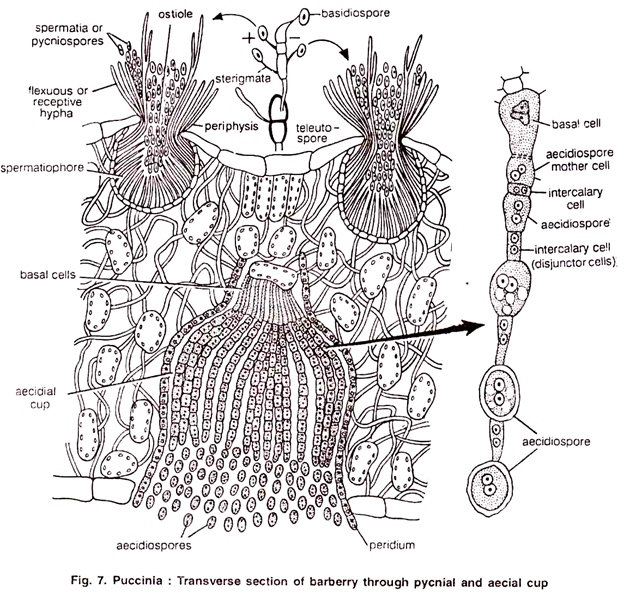 spermatia or
pycniospores
ostiole
basidiospore
+
−
flexuous or
receptive
hypha
sterigmata
periphysis
teleuto-
spore
spermatiophore
basal cell
aecidiospore
mother cell
intercalary
cell
aecidiospore
intercalary cell
(disjunctor cells)
basal cells
aecidial
cup
aecidiospore
aecidiospores
peridium
Fig. 7. Puccinia : Transverse section of barberry through pycnial and aecial cup